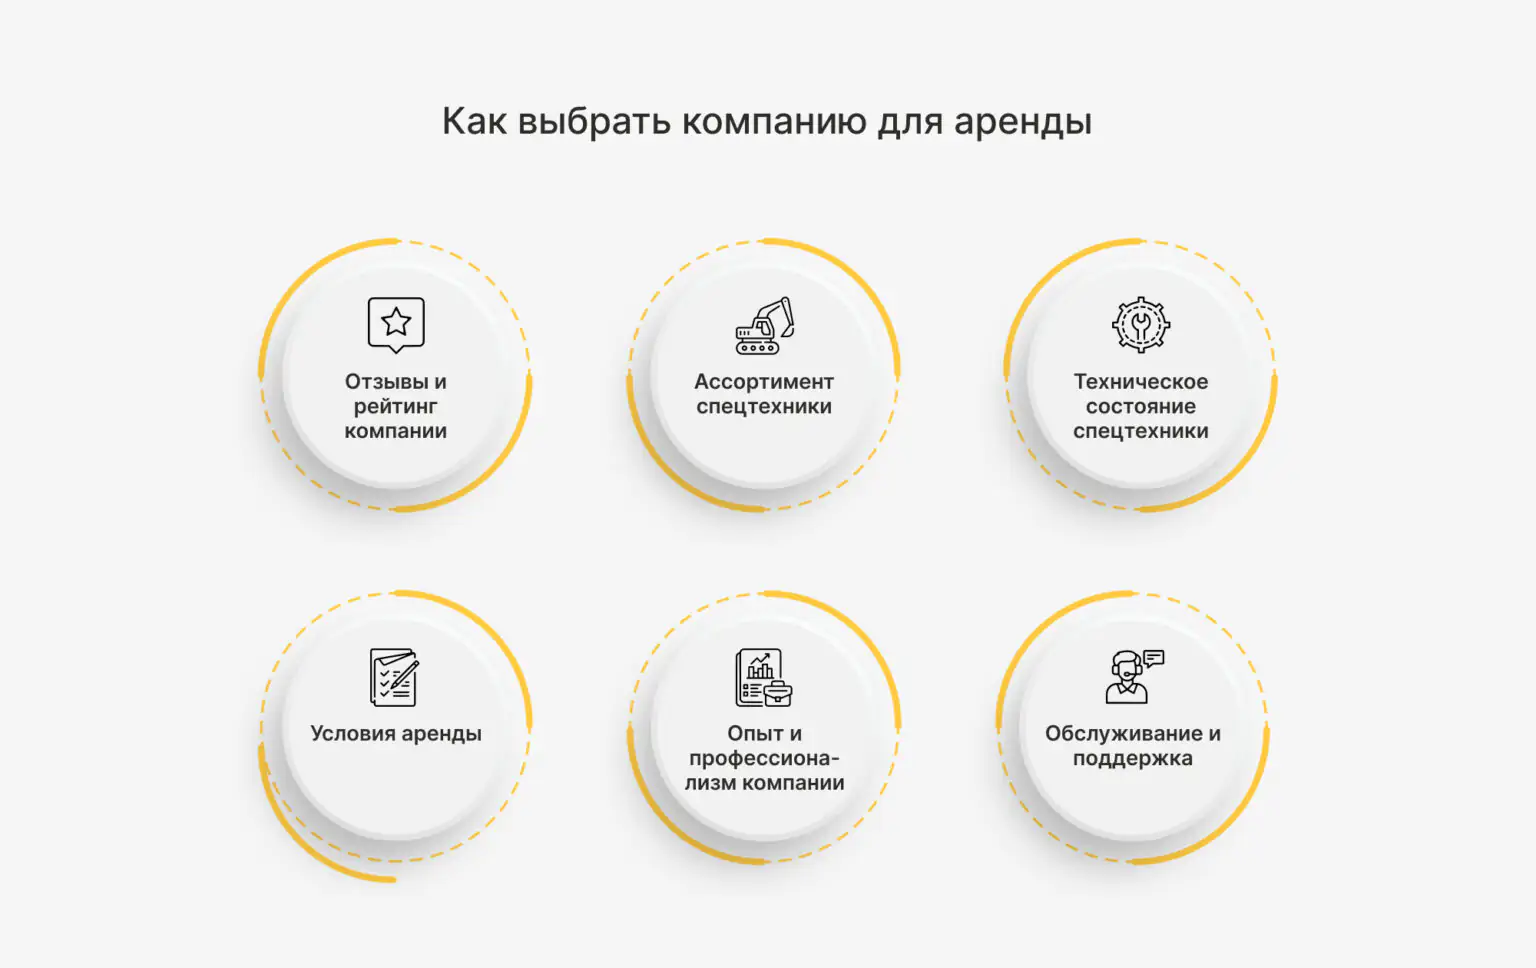 Как выбрать компанию для аренды
Отзывы и
рейтинг
компании
Ассортимент
спецтехники
Техническое
состояние
спецтехники
Условия аренды
Опыт и
профессиона-
лизм компании
Обслуживание и
поддержка